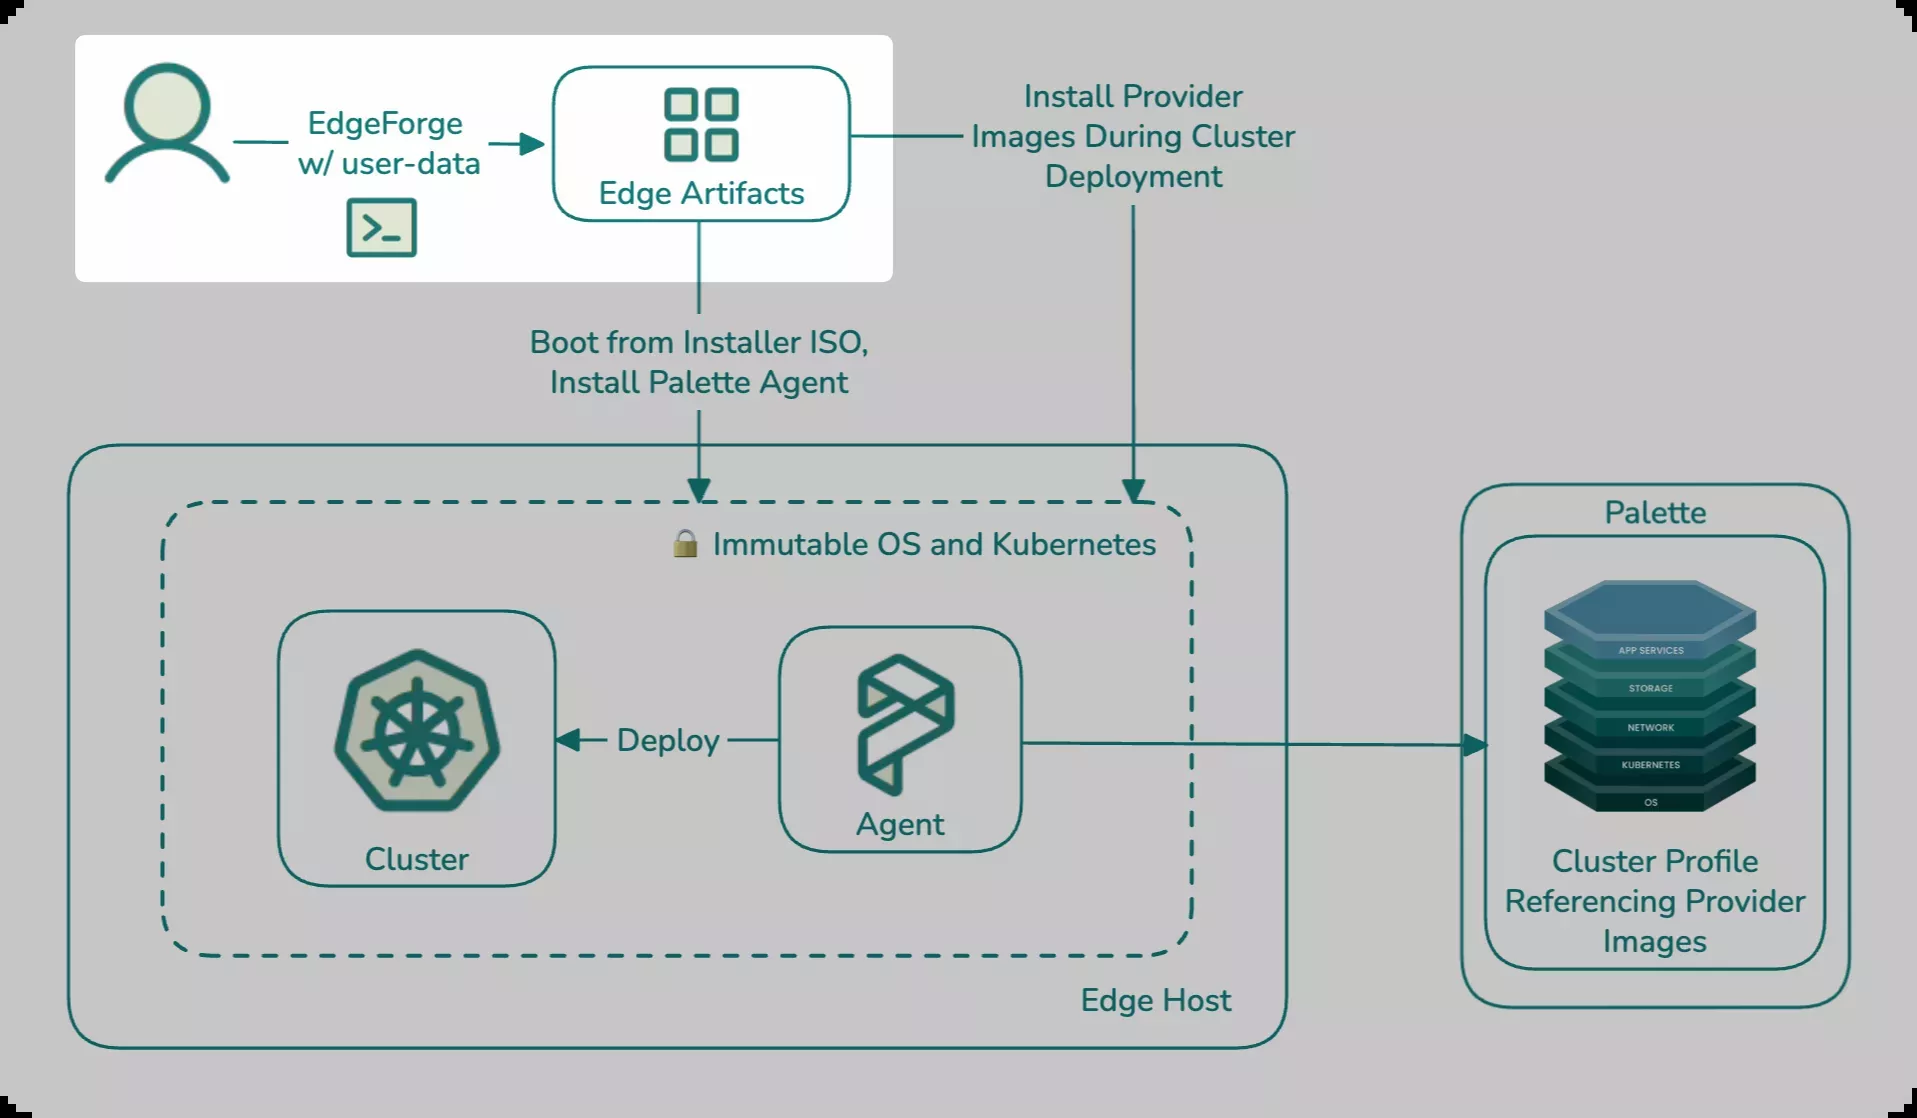 EdgeForge
w/ user-data
>_
Edge Artifacts
Install Provider
Images During Cluster
Deployment
Boot from Installer ISO,
Install Palette Agent
Immutable OS and Kubernetes
Deploy
Cluster
Agent
Edge Host
Palette
APP SERVICES
STORAGE
NETWORK
KUBERNETES
OS
Cluster Profile
Referencing Provider
Images